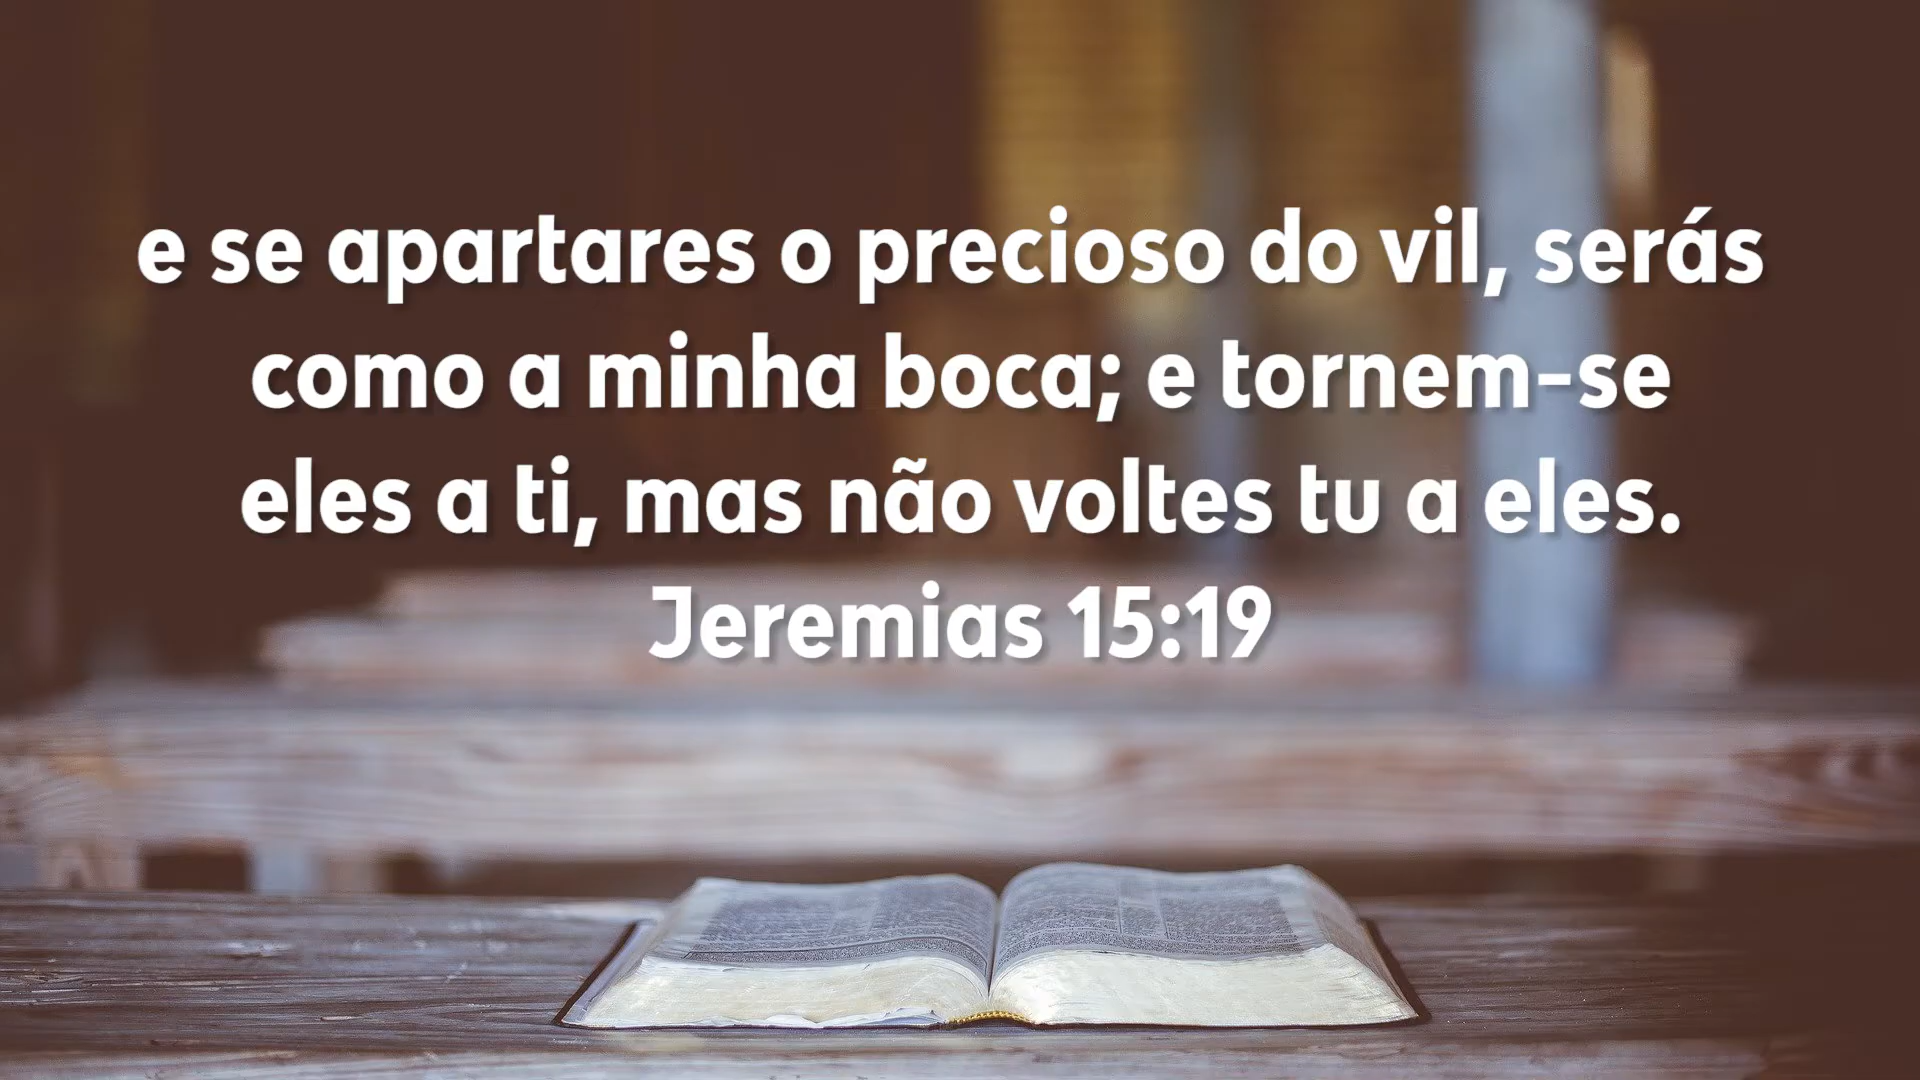 e se apartares o precioso do vil, serás
como a minha boca; e tornem-se
eles a ti, mas não voltes tu a eles.
Jeremias 15:19